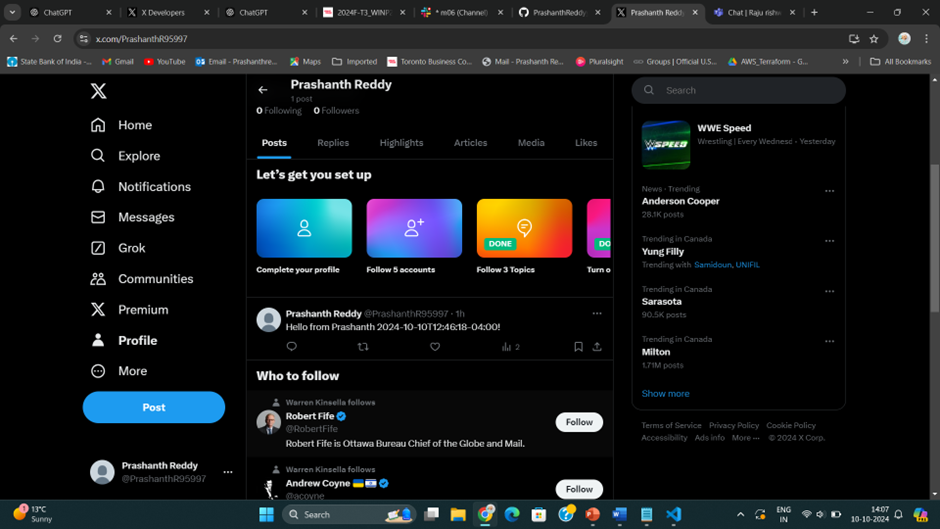 ChatGPT
X Developers
ChatGPT
2024F-T3_WINP
* m06 (Channel)
PrashanthReddy
Prashanth Reddy
Chat | Raju rishw
x.com/PrashanthR95997
State Bank of India -...
Gmail
YouTube
Email - Prashanthre...
Maps
Imported
Toronto Business Co...
Mail - Prashanth Re...
Pluralsight
Groups | Official U.S...
AWS_Terraform - G...
All Bookmarks
Home
Explore
Notifications
Messages
Grok
Communities
Premium
Profile
More
Post
Prashanth Reddy
@PrashanthR95997
Prashanth Reddy
1 post
0 Following 0 Followers
Posts Replies Highlights Articles Media Likes
Let's get you set up
DONE
DO
Complete your profile
Follow 5 accounts
Follow 3 Topics
Turn o
Prashanth Reddy @PrashanthR95997 · 1h
Hello from Prashanth 2024-10-10T12:46:18-04:00!
2
Who to follow
Warren Kinsella follows
Robert Fife
@RobertFife
Follow
Robert Fife is Ottawa Bureau Chief of the Globe and Mail.
Warren Kinsella follows
Andrew Coyne
@acoyne
Follow
Search
WWE Speed
WWE SPEED
Wrestling | Every Wednesd · Yesterday
News · Trending
Anderson Cooper
28.1K posts
Trending in Canada
Yung Filly
Trending with Samidoun, UNIFIL
Trending in Canada
Sarasota
90.5K posts
Trending in Canada
Milton
1.71M posts
Show more
Terms of Service Privacy Policy Cookie Policy
Accessibility Ads info More ··· © 2024 X Corp.
13°C
Sunny
Search
ENG
IN
14:07
10-10-2024